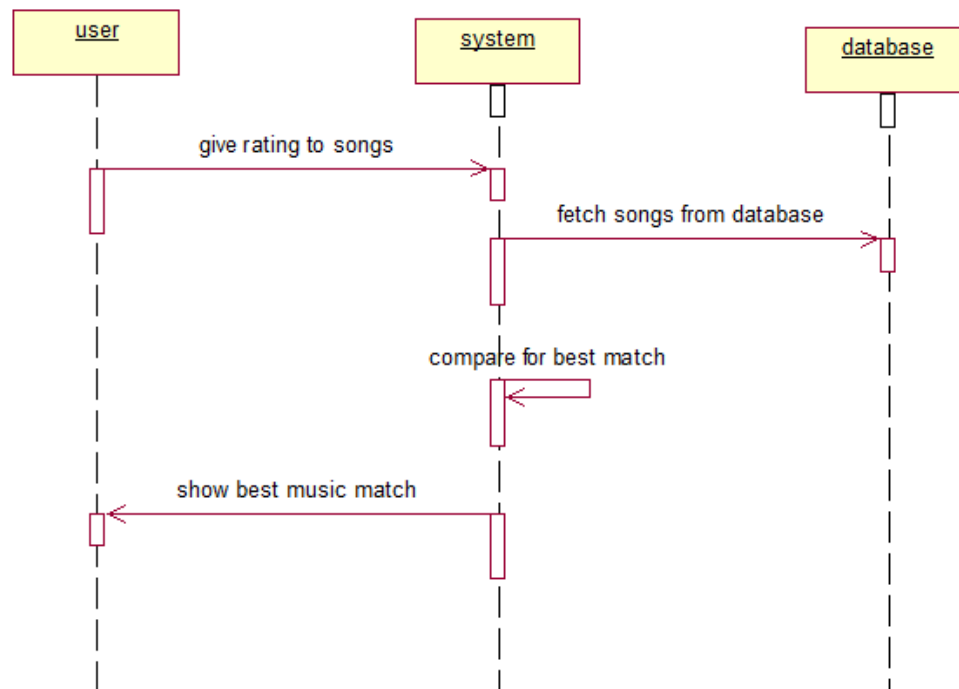 user
system
database
give rating to songs
fetch songs from database
compare for best match
show best music match